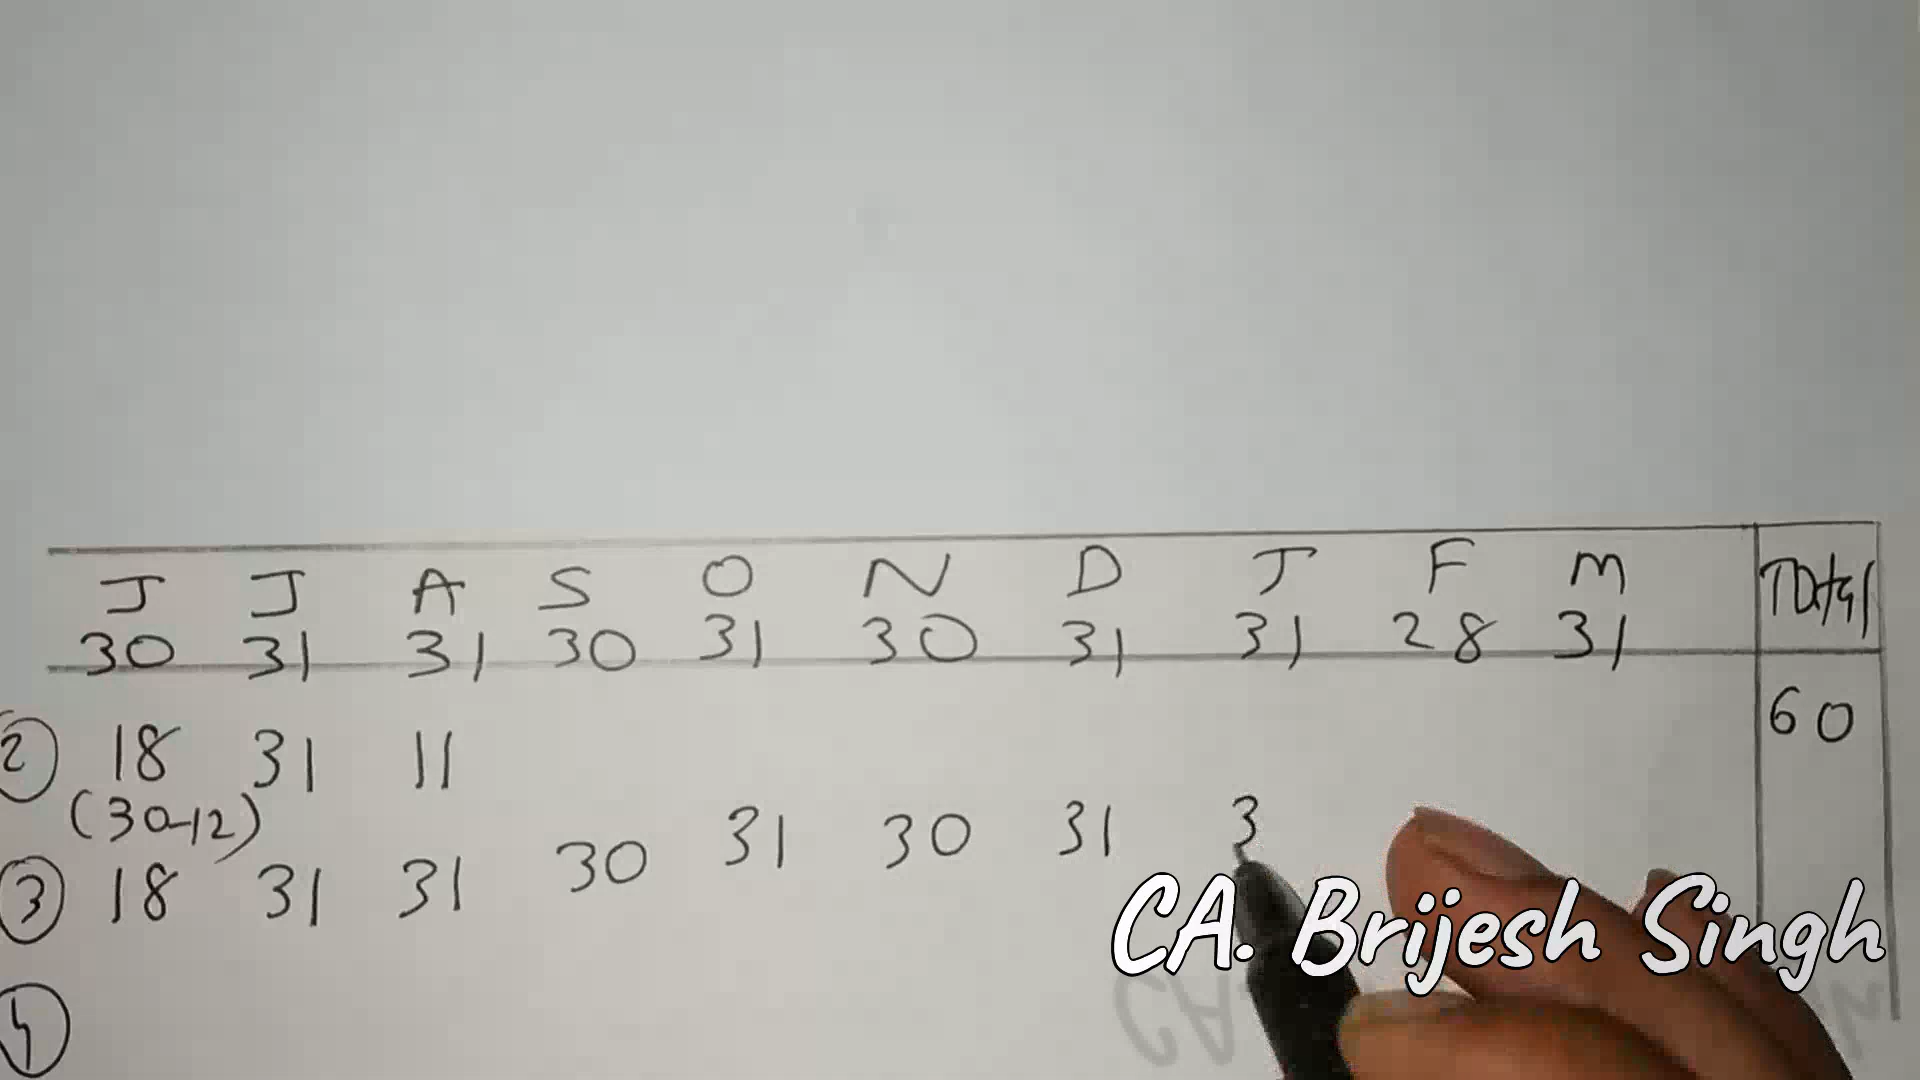 J J A S O N D J F M Total
30 31 31 30 31 30 31 31 28 31
2 18 31 11 60
(30-12)
3 18 31 31 30 31 30 31 3
4
CA. Brijesh Singh